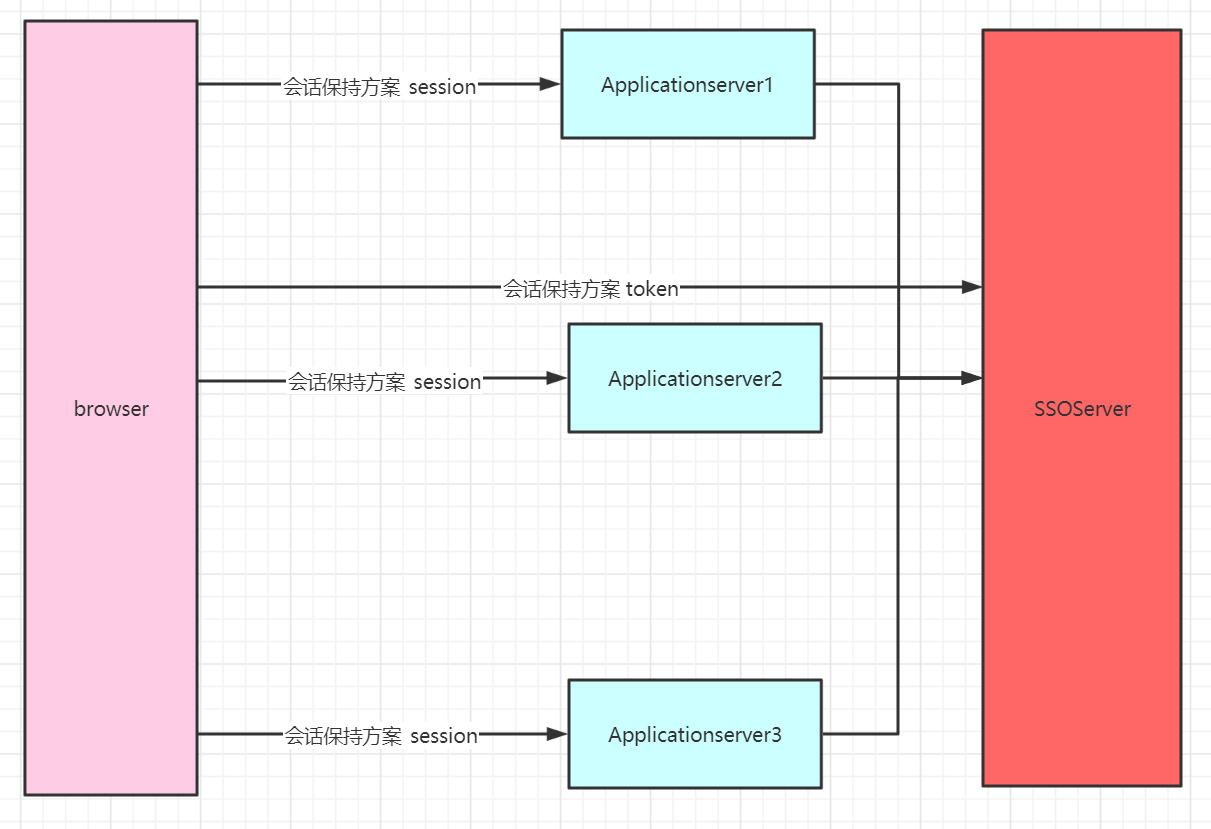 会话保持方案 session
Applicationserver1
会话保持方案 token
会话保持方案 session
Applicationserver2
browser
SSOServer
会话保持方案 session
Applicationserver3